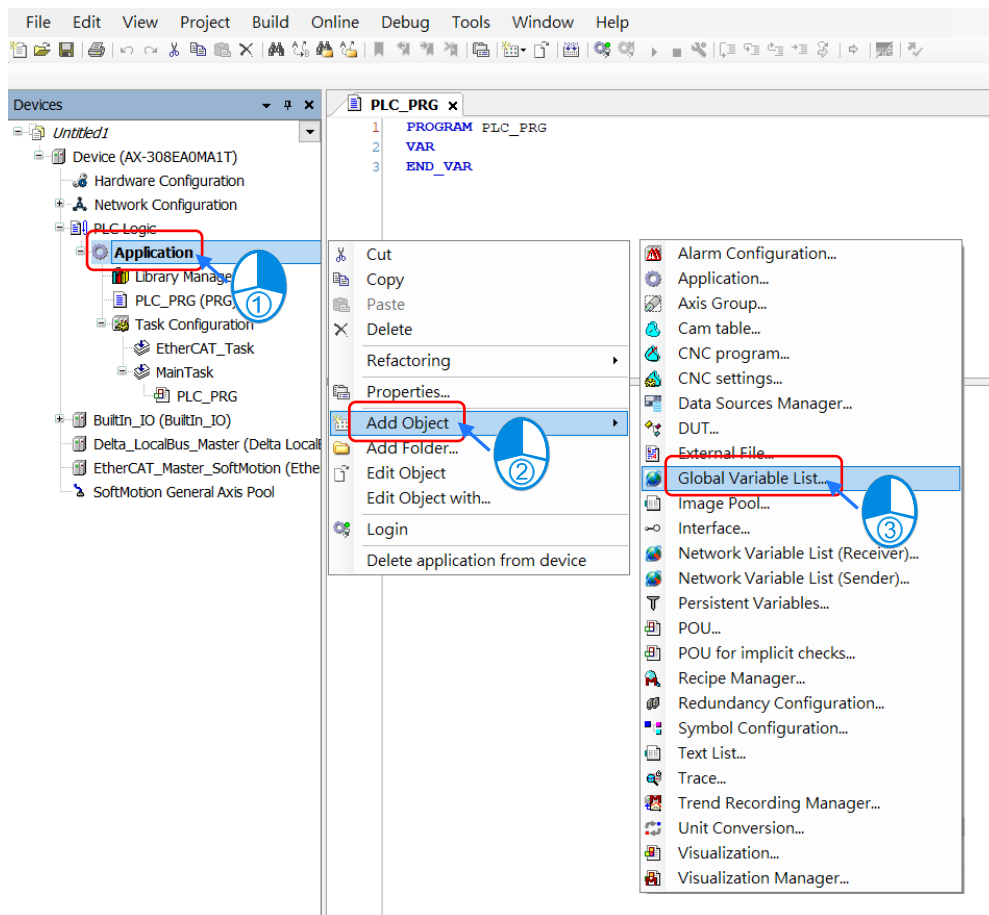 File Edit View Project Build Online Debug Tools Window Help
Devices
PLC_PRG
Untitled1
Device (AX-308EA0MA1T)
Hardware Configuration
Network Configuration
PLC Logic
Application
Library Manage
PLC_PRG (PRG)
Task Configuration
EtherCAT_Task
MainTask
PLC_PRG
BuiltIn_IO (BuiltIn_IO)
Delta_LocalBus_Master (Delta Local
EtherCAT_Master_SoftMotion (Ethe
SoftMotion General Axis Pool
1 PROGRAM PLC_PRG
2 VAR
3 END_VAR
①
Cut
Copy
Paste
Delete
Refactoring
Properties...
Add Object
Add Folder...
Edit Object
Edit Object with...
Login
Delete application from device
②
Alarm Configuration...
Application...
Axis Group...
Cam table...
CNC program...
CNC settings...
Data Sources Manager...
DUT...
External File...
Global Variable List...
Image Pool...
Interface...
Network Variable List (Receiver)...
Network Variable List (Sender)...
Persistent Variables...
POU...
POU for implicit checks...
Recipe Manager...
Redundancy Configuration...
Symbol Configuration...
Text List...
Trace...
Trend Recording Manager...
Unit Conversion...
Visualization...
Visualization Manager...
③